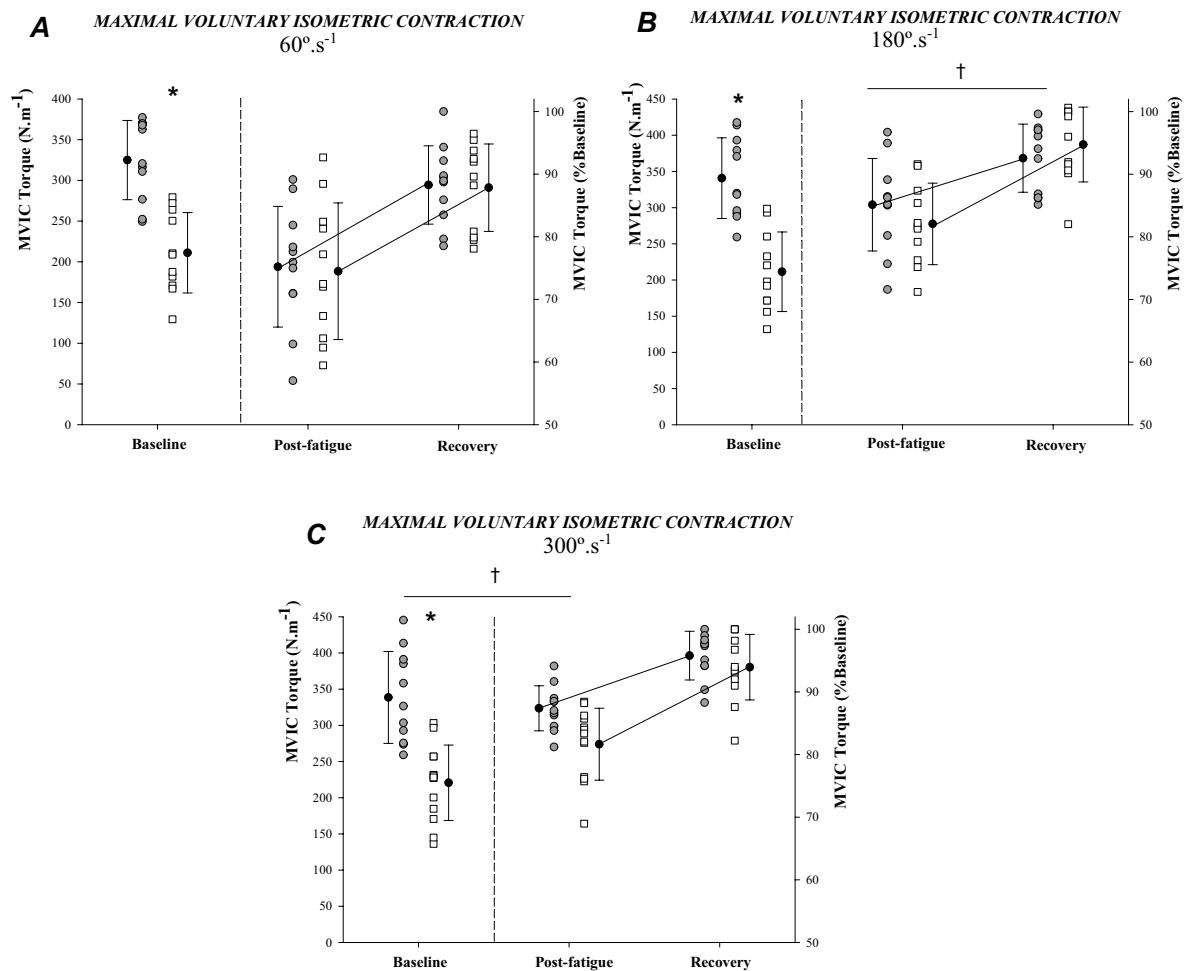 A
MAXIMAL VOLUNTARY ISOMETRIC CONTRACTION
60º.s-1
*
MVIC Torque (N.m-1)
400
350
300
250
200
150
100
50
0
100
90
80
70
60
50
MVIC Torque (%Baseline)
Baseline
Post-fatigue
Recovery
B
MAXIMAL VOLUNTARY ISOMETRIC CONTRACTION
180º.s-1
†
*
MVIC Torque (N.m-1)
450
400
350
300
250
200
150
100
50
0
100
90
80
70
60
50
MVIC Torque (%Baseline)
Baseline
Post-fatigue
Recovery
C
MAXIMAL VOLUNTARY ISOMETRIC CONTRACTION
300º.s-1
†
*
MVIC Torque (N.m-1)
450
400
350
300
250
200
150
100
50
0
100
90
80
70
60
50
MVIC Torque (%Baseline)
Baseline
Post-fatigue
Recovery